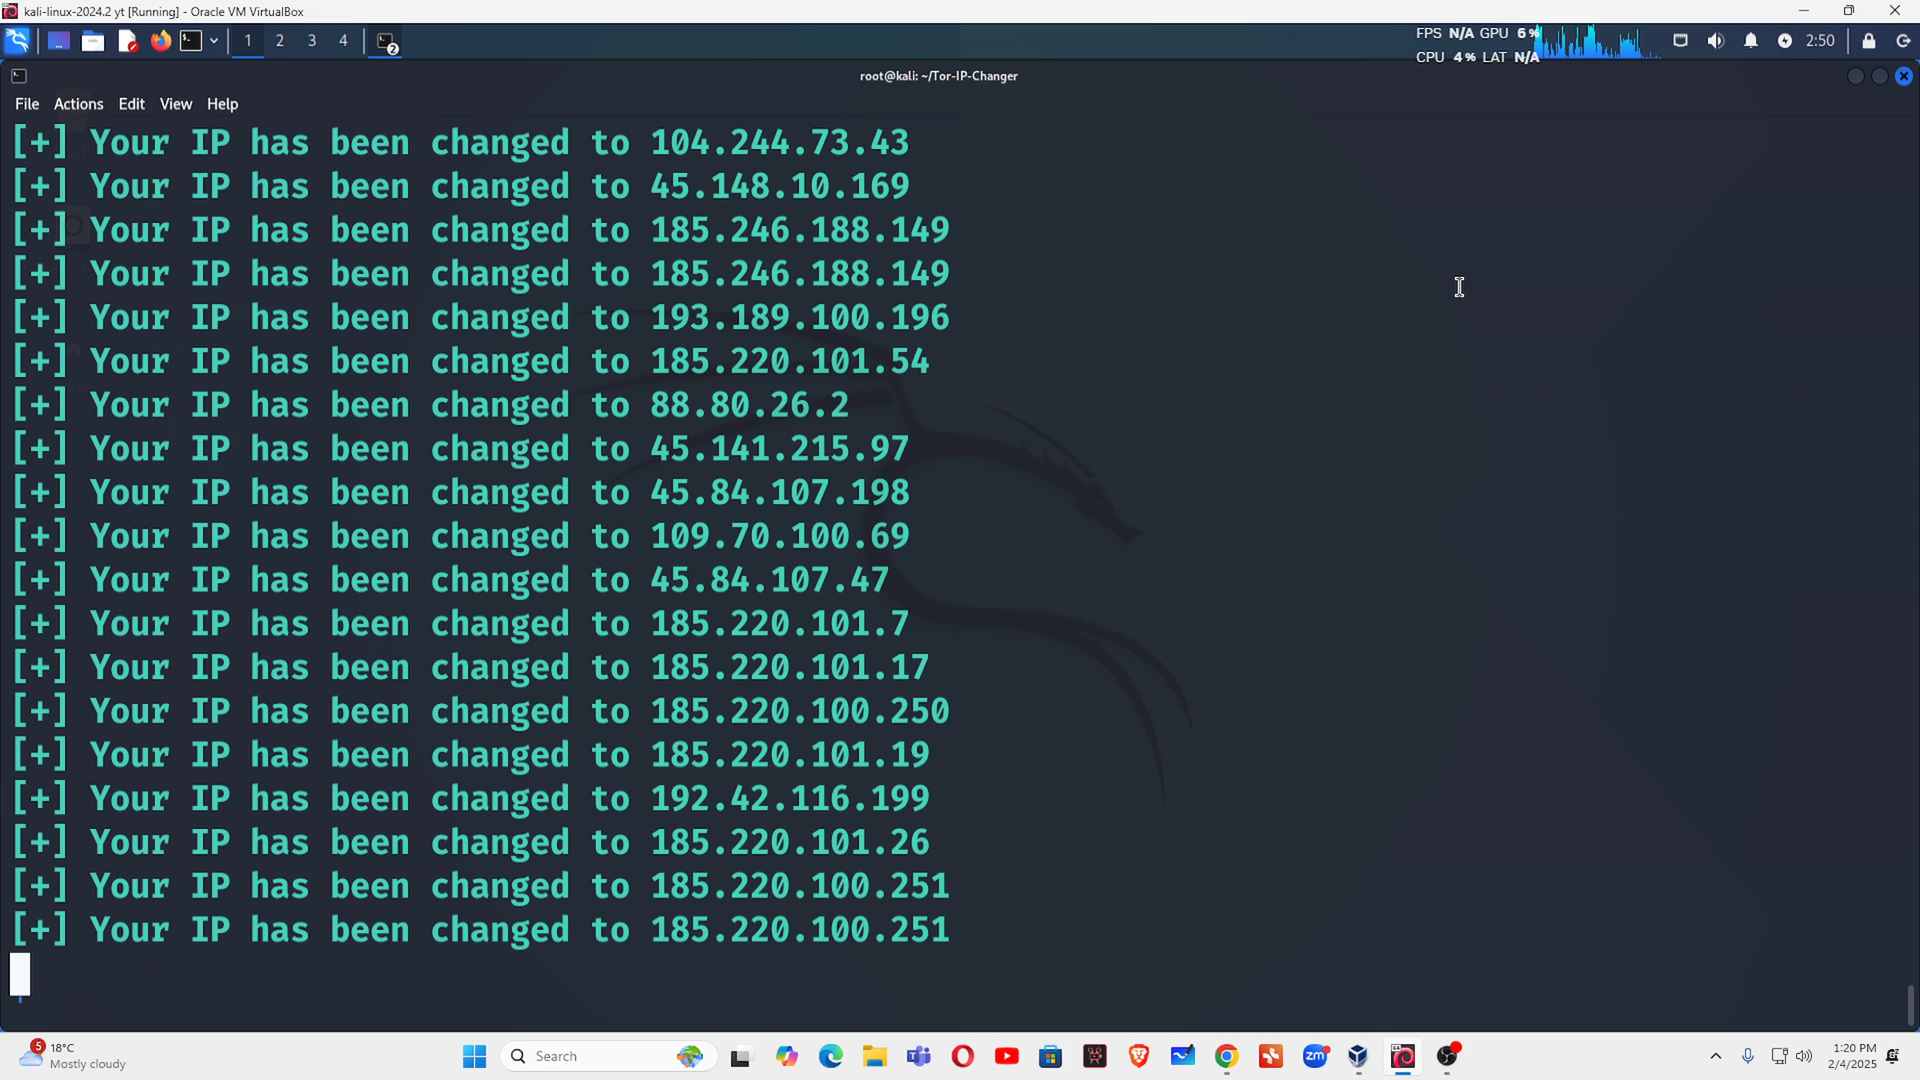 kali-linux-2024.2 yt [Running] - Oracle VM VirtualBox
1 2 3 4 2
FPS N/A GPU 6%
CPU 4% LAT N/A
2:50
root@kali: ~/Tor-IP-Changer
File Actions Edit View Help
[+] Your IP has been changed to 104.244.73.43
[+] Your IP has been changed to 45.148.10.169
[+] Your IP has been changed to 185.246.188.149
[+] Your IP has been changed to 185.246.188.149
[+] Your IP has been changed to 193.189.100.196
[+] Your IP has been changed to 185.220.101.54
[+] Your IP has been changed to 88.80.26.2
[+] Your IP has been changed to 45.141.215.97
[+] Your IP has been changed to 45.84.107.198
[+] Your IP has been changed to 109.70.100.69
[+] Your IP has been changed to 45.84.107.47
[+] Your IP has been changed to 185.220.101.7
[+] Your IP has been changed to 185.220.101.17
[+] Your IP has been changed to 185.220.100.250
[+] Your IP has been changed to 185.220.101.19
[+] Your IP has been changed to 192.42.116.199
[+] Your IP has been changed to 185.220.101.26
[+] Your IP has been changed to 185.220.100.251
[+] Your IP has been changed to 185.220.100.251
5
18°C
Mostly cloudy
Search
zm
1:20 PM
2/4/2025